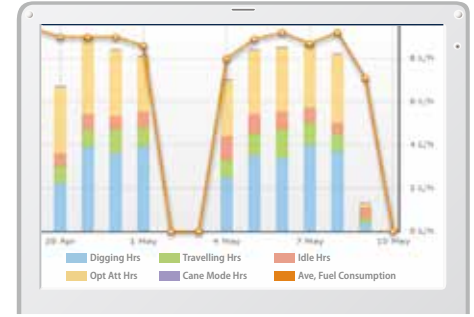 8 L/h
6 L/h
4 L/h
0 L/h
28 Apr 1 May 4 May 7 May 10 May
Digging Hrs Travelling Hrs Idle Hrs
Opt Att Hrs Cane Mode Hrs Ave, Fuel Consumption